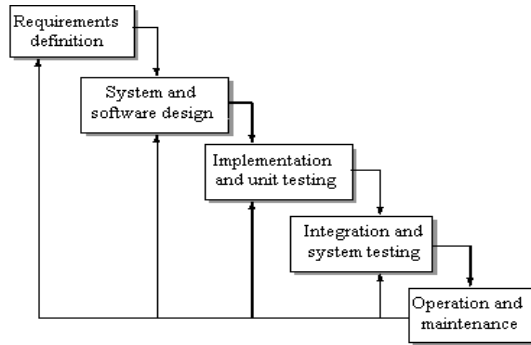 Requirements
definition
System and
software design
Implementation
and unit testing
Integration and
system testing
Operation and
maintenance